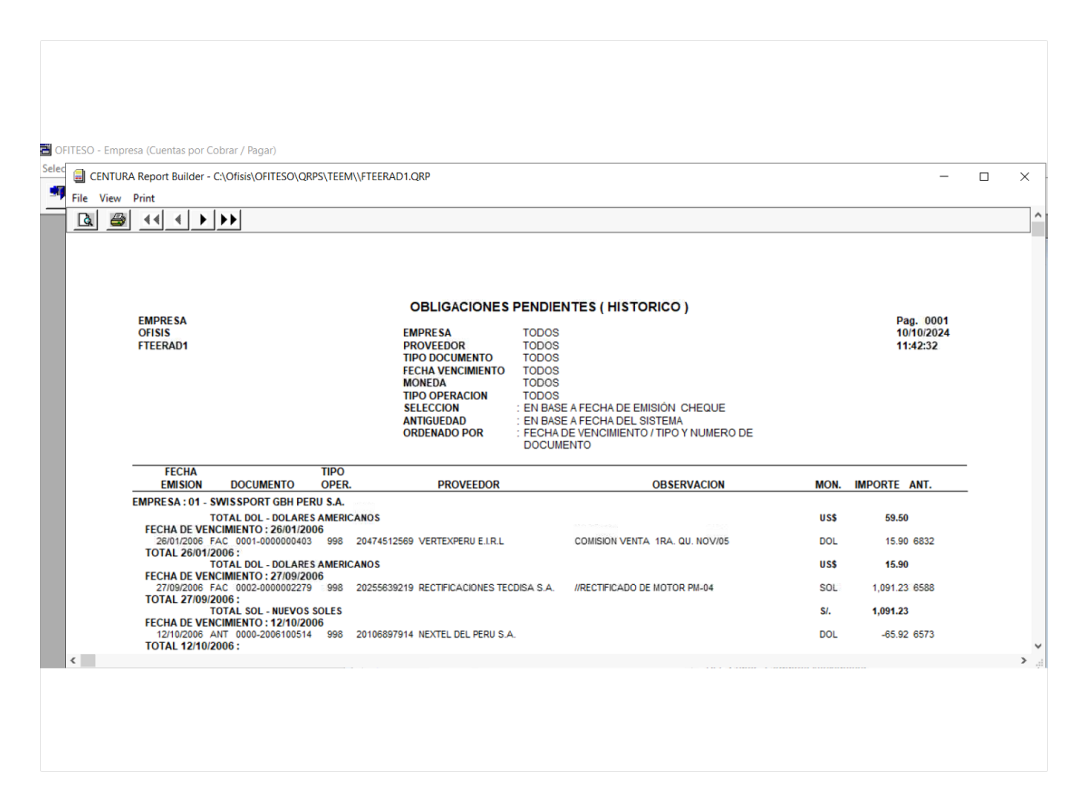 OFITESO - Empresa (Cuentas por Cobrar / Pagar)
Selec
CENTURA Report Builder - C:\Ofisis\OFITESO\QRPS\TEEM\\FTEERAD1.QRP
File View Print
OBLIGACIONES PENDIENTES ( HISTORICO )
EMPRESA Pag. 0001
OFISIS EMPRESA TODOS 10/10/2024
FTEERAD1 PROVEEDOR TODOS 11:42:32
TIPO DOCUMENTO TODOS
FECHA VENCIMIENTO TODOS
MONEDA TODOS
TIPO OPERACION TODOS
SELECCION : EN BASE A FECHA DE EMISIÓN CHEQUE
ANTIGUEDAD : EN BASE A FECHA DEL SISTEMA
ORDENADO POR : FECHA DE VENCIMIENTO / TIPO Y NUMERO DE
DOCUMENTO
FECHA TIPO
EMISION DOCUMENTO OPER. PROVEEDOR OBSERVACION MON. IMPORTE ANT.
EMPRESA : 01 - SWISSPORT GBH PERU S.A.
TOTAL DOL - DOLARES AMERICANOS US$ 59.50
FECHA DE VENCIMIENTO : 26/01/2006
26/01/2006 FAC 0001-0000000403 998 20474512569 VERTEXPERU E.I.R.L COMISION VENTA 1RA. QU. NOV/05 DOL 15.90 6832
TOTAL 26/01/2006 :
TOTAL DOL - DOLARES AMERICANOS US$ 15.90
FECHA DE VENCIMIENTO : 27/09/2006
27/09/2006 FAC 0002-0000002279 998 20255639219 RECTIFICACIONES TECDISA S.A. //RECTIFICADO DE MOTOR PM-04 SOL 1,091.23 6588
TOTAL 27/09/2006 :
TOTAL SOL - NUEVOS SOLES S/. 1,091.23
FECHA DE VENCIMIENTO : 12/10/2006
12/10/2006 ANT 0000-2006100514 998 20106897914 NEXTEL DEL PERU S.A. DOL -65.92 6573
TOTAL 12/10/2006 :